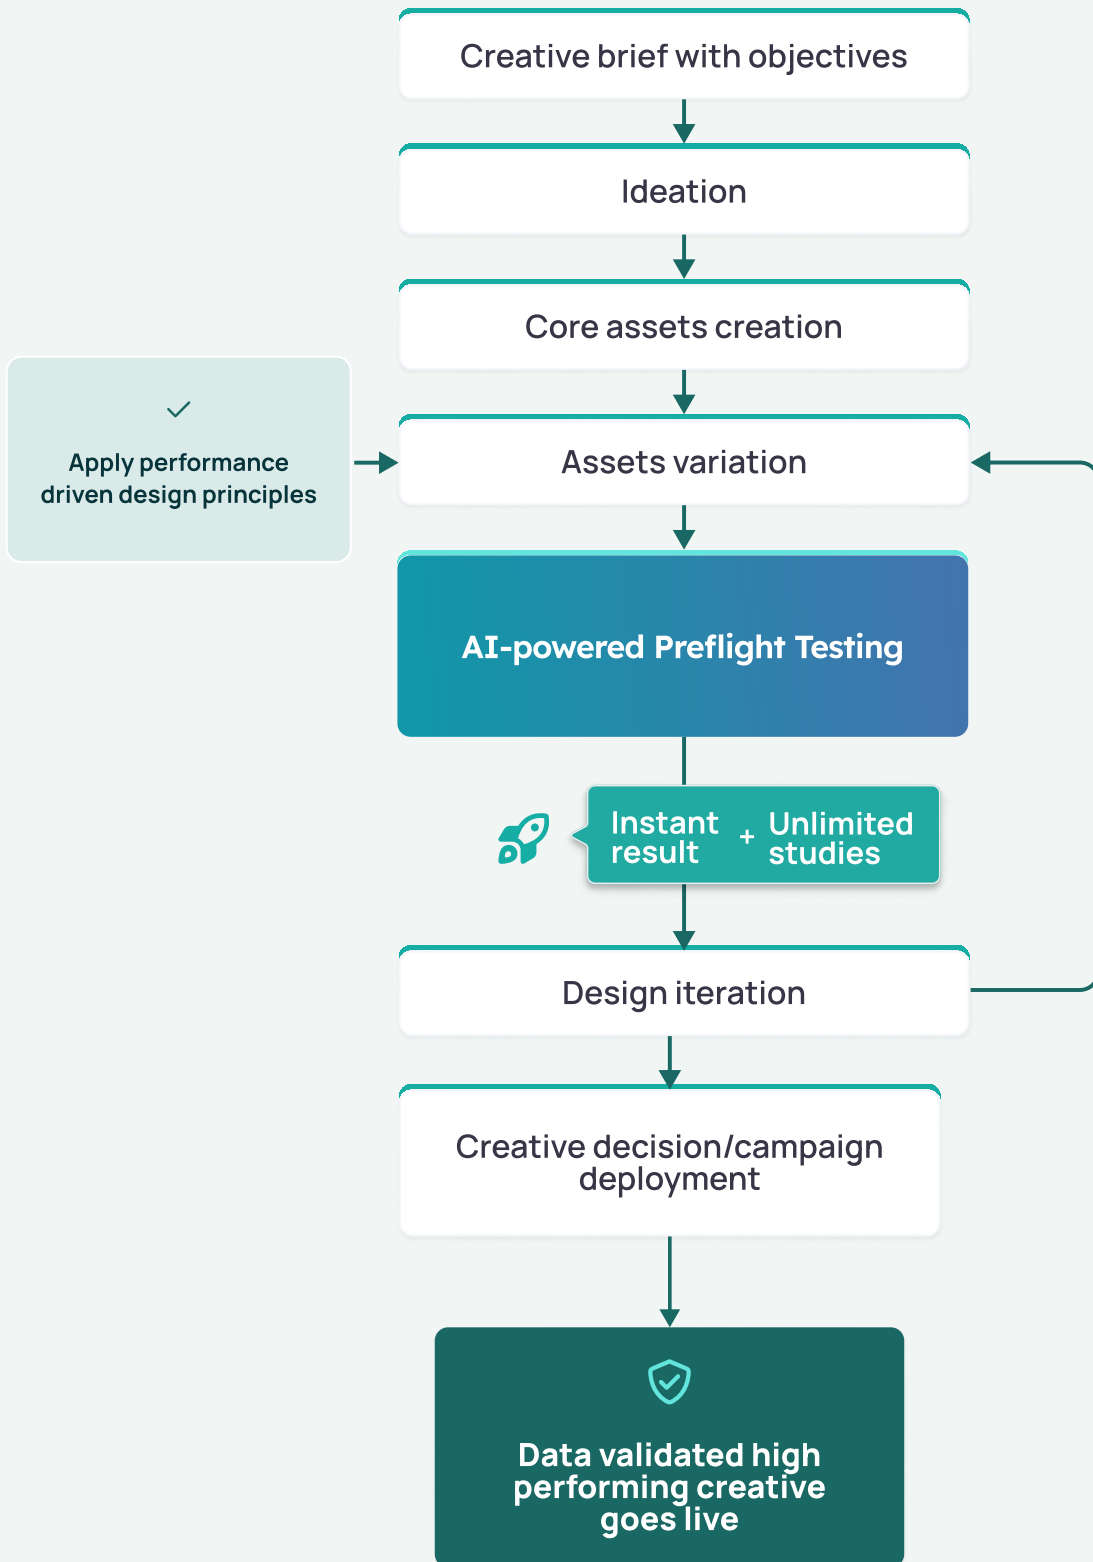 Creative brief with objectives
Ideation
Core assets creation
Apply performance
driven design principles
Assets variation
AI-powered Preflight Testing
Instant
result
+
Unlimited
studies
Design iteration
Creative decision/campaign
deployment
Data validated high
performing creative
goes live